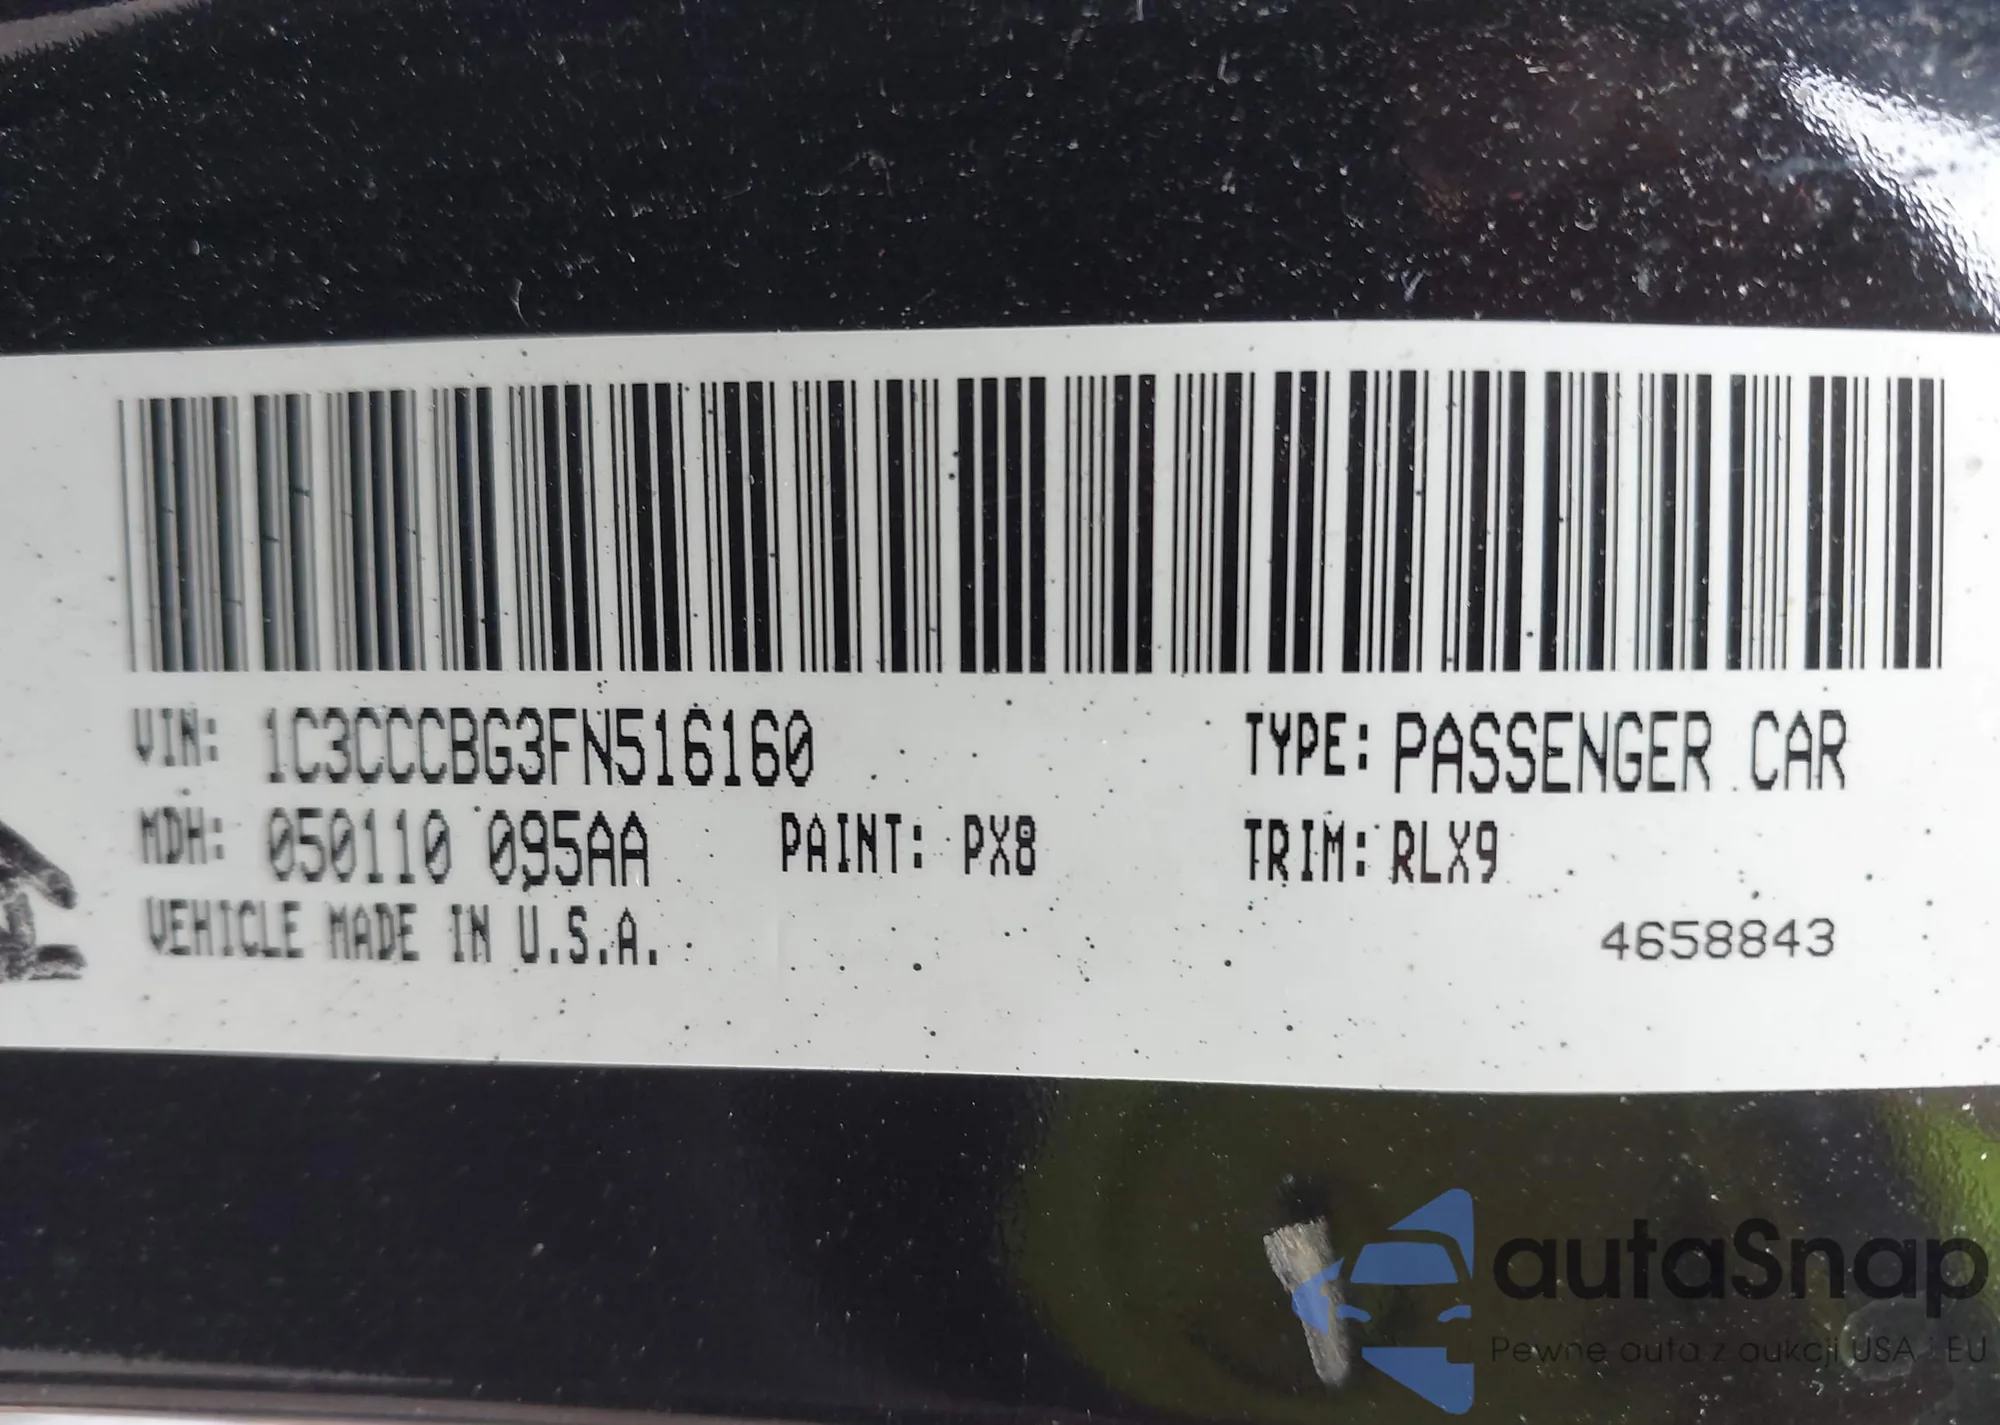 VIN: 1C3CCCBG3FN516160 TYPE: PASSENGER CAR
MDH: 050110 095AA PAINT: PX8 TRIM: RLX9
VEHICLE MADE IN U.S.A. 4658843
autaSnap
Pewne auta z aukcji USA i EU